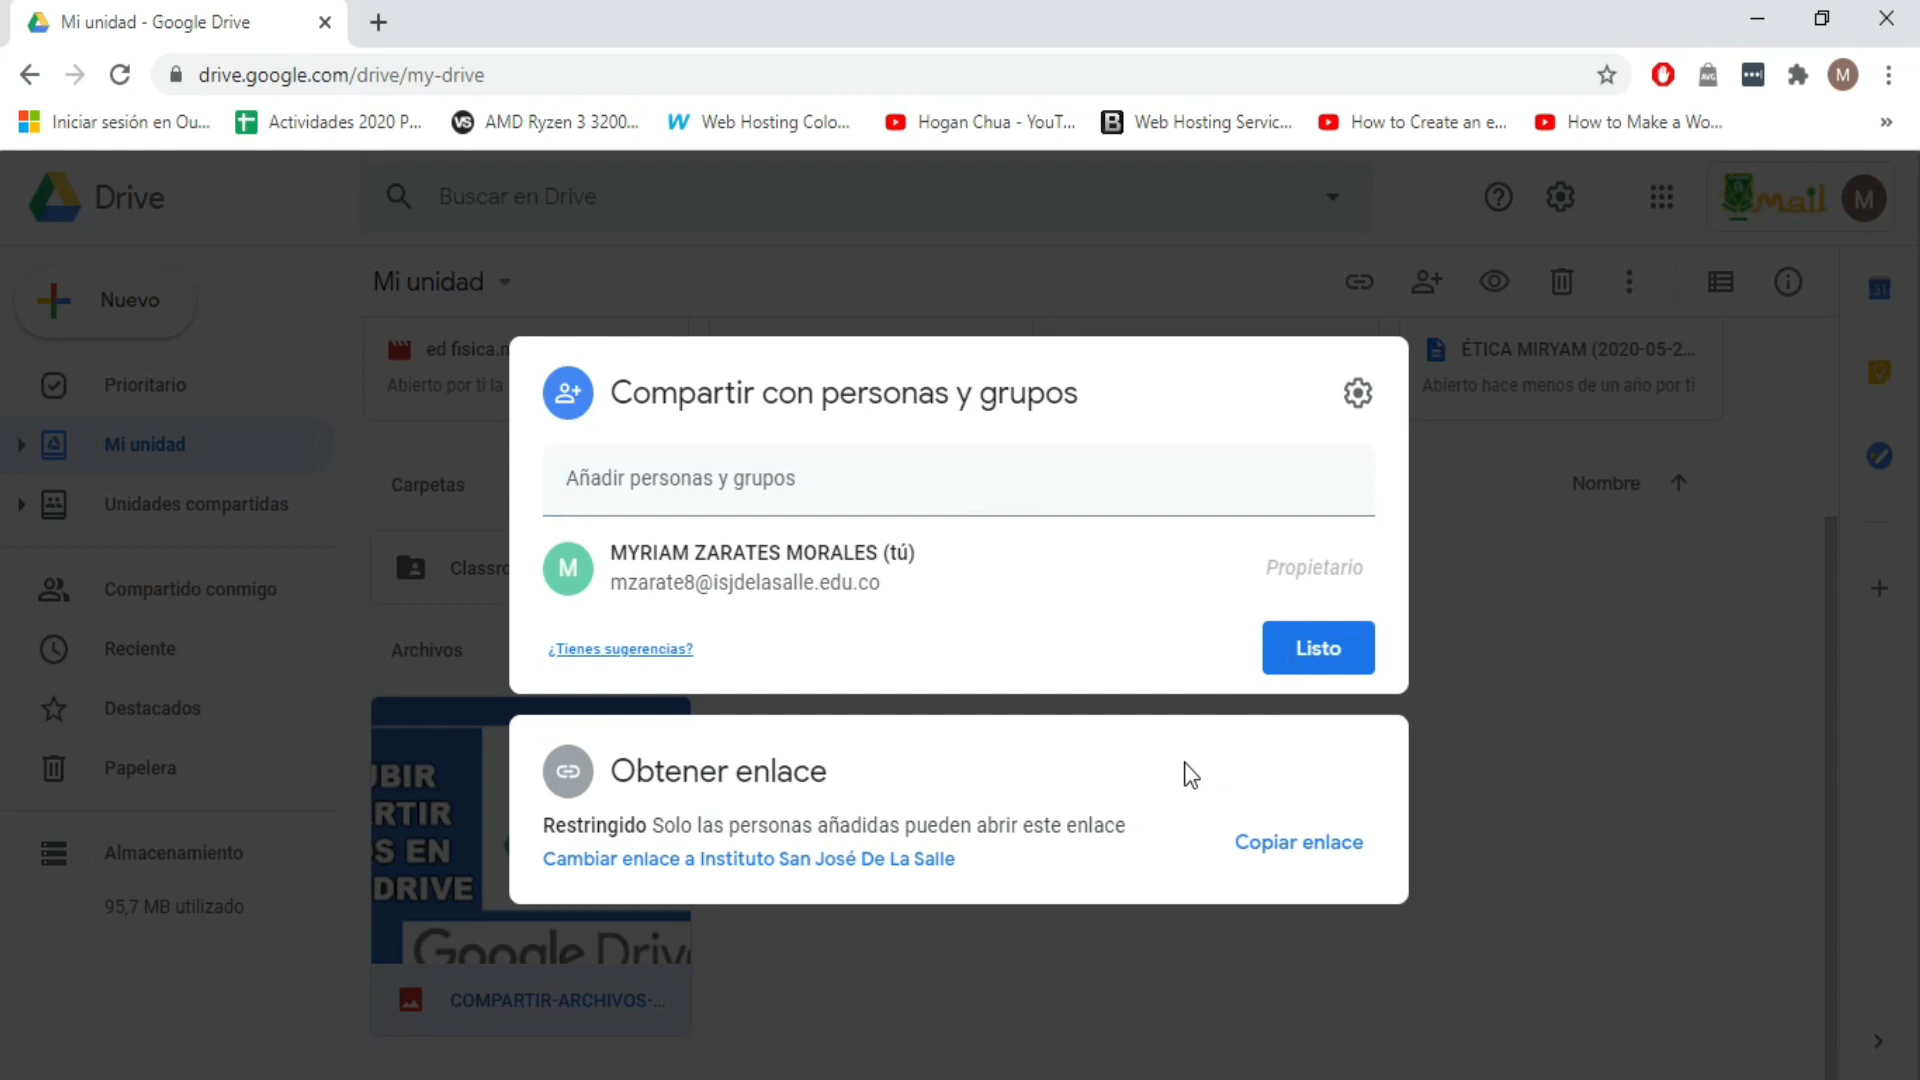 Mi unidad - Google Drive
drive.google.com/drive/my-drive
Iniciar sesión en Ou...
Actividades 2020 P...
VS
AMD Ryzen 3 3200...
W
Web Hosting Colo...
Hogan Chua - YouT...
B
Web Hosting Servic...
How to Create an e...
How to Make a Wo...
»
AVG
M
Drive
Buscar en Drive
Mail
M
Nuevo
Mi unidad
31
ed fisica.
Abierto por ti la
ÉTICA MIRYAM (2020-05-2...
Abierto hace menos de un año por ti
Prioritario
Mi unidad
Unidades compartidas
Compartido conmigo
Reciente
Destacados
Papelera
Almacenamiento
95,7 MB utilizado
Carpetas
Nombre
Classro
Archivos
Compartir con personas y grupos
Añadir personas y grupos
M
MYRIAM ZARATES MORALES (tú)
mzarate8@isjdelasalle.edu.co
Propietario
¿Tienes sugerencias?
Listo
Obtener enlace
Restringido Solo las personas añadidas pueden abrir este enlace
Cambiar enlace a Instituto San José De La Salle
Copiar enlace
UBIR
RTIR
S EN
DRIVE
Google Driv
COMPARTIR-ARCHIVOS-...